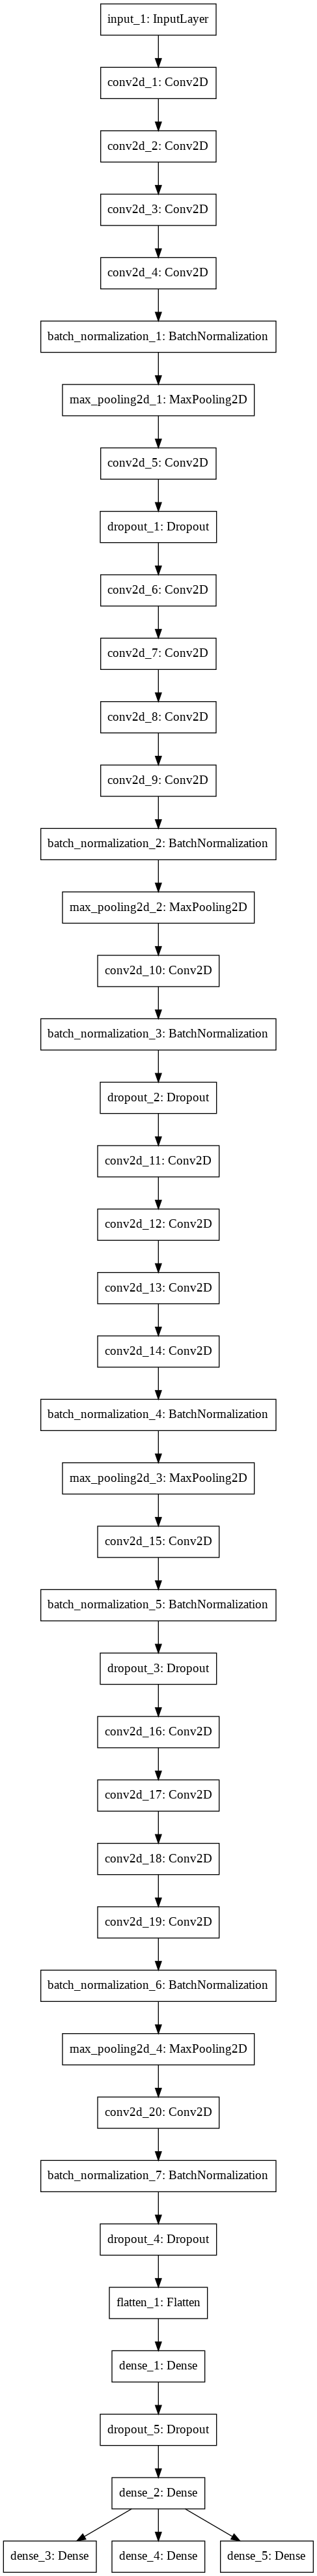 input_1: InputLayer
conv2d_1: Conv2D
conv2d_2: Conv2D
conv2d_3: Conv2D
conv2d_4: Conv2D
batch_normalization_1: BatchNormalization
max_pooling2d_1: MaxPooling2D
conv2d_5: Conv2D
dropout_1: Dropout
conv2d_6: Conv2D
conv2d_7: Conv2D
conv2d_8: Conv2D
conv2d_9: Conv2D
batch_normalization_2: BatchNormalization
max_pooling2d_2: MaxPooling2D
conv2d_10: Conv2D
batch_normalization_3: BatchNormalization
dropout_2: Dropout
conv2d_11: Conv2D
conv2d_12: Conv2D
conv2d_13: Conv2D
conv2d_14: Conv2D
batch_normalization_4: BatchNormalization
max_pooling2d_3: MaxPooling2D
conv2d_15: Conv2D
batch_normalization_5: BatchNormalization
dropout_3: Dropout
conv2d_16: Conv2D
conv2d_17: Conv2D
conv2d_18: Conv2D
conv2d_19: Conv2D
batch_normalization_6: BatchNormalization
max_pooling2d_4: MaxPooling2D
conv2d_20: Conv2D
batch_normalization_7: BatchNormalization
dropout_4: Dropout
flatten_1: Flatten
dense_1: Dense
dropout_5: Dropout
dense_2: Dense
dense_3: Dense
dense_4: Dense
dense_5: Dense